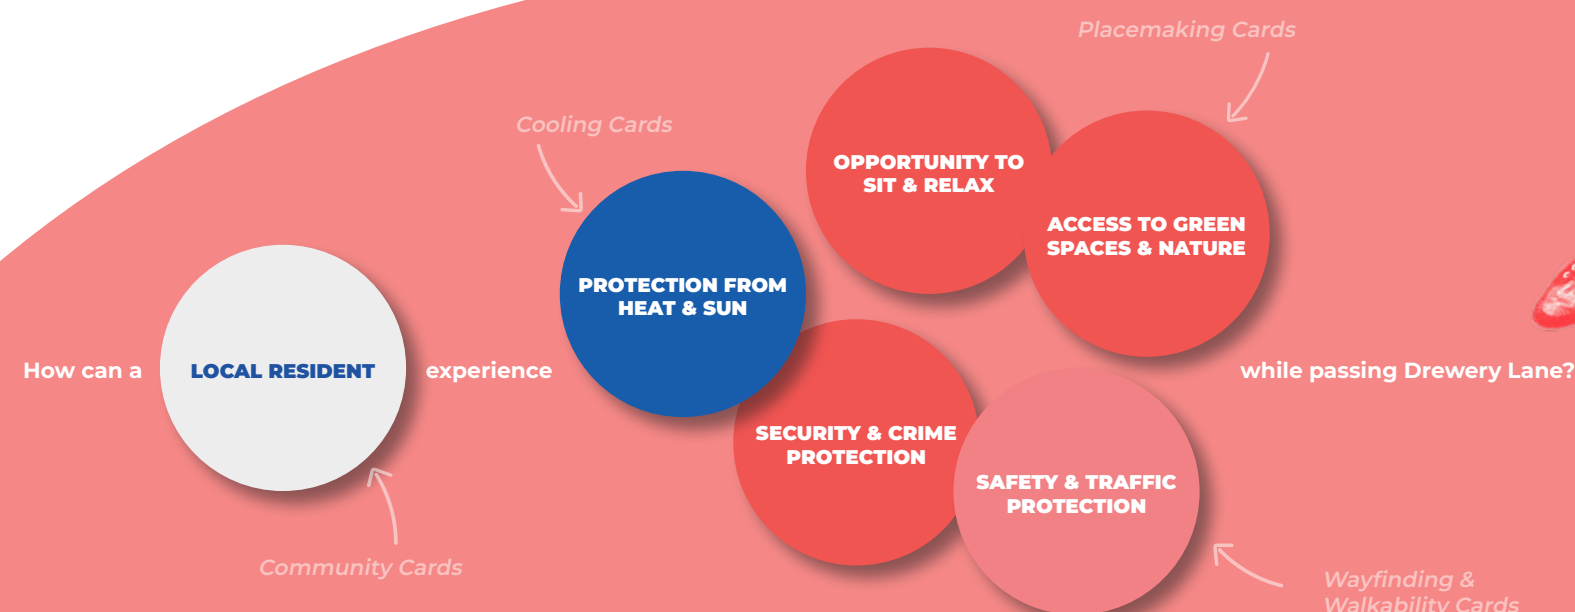 Placemaking Cards
Cooling Cards
OPPORTUNITY TO
SIT & RELAX
ACCESS TO GREEN
SPACES & NATURE
PROTECTION FROM
HEAT & SUN
How can a
LOCAL RESIDENT
experience
while passing Drewery Lane?
SECURITY & CRIME
PROTECTION
SAFETY & TRAFFIC
PROTECTION
Community Cards
Wayfinding &
Walkability Cards